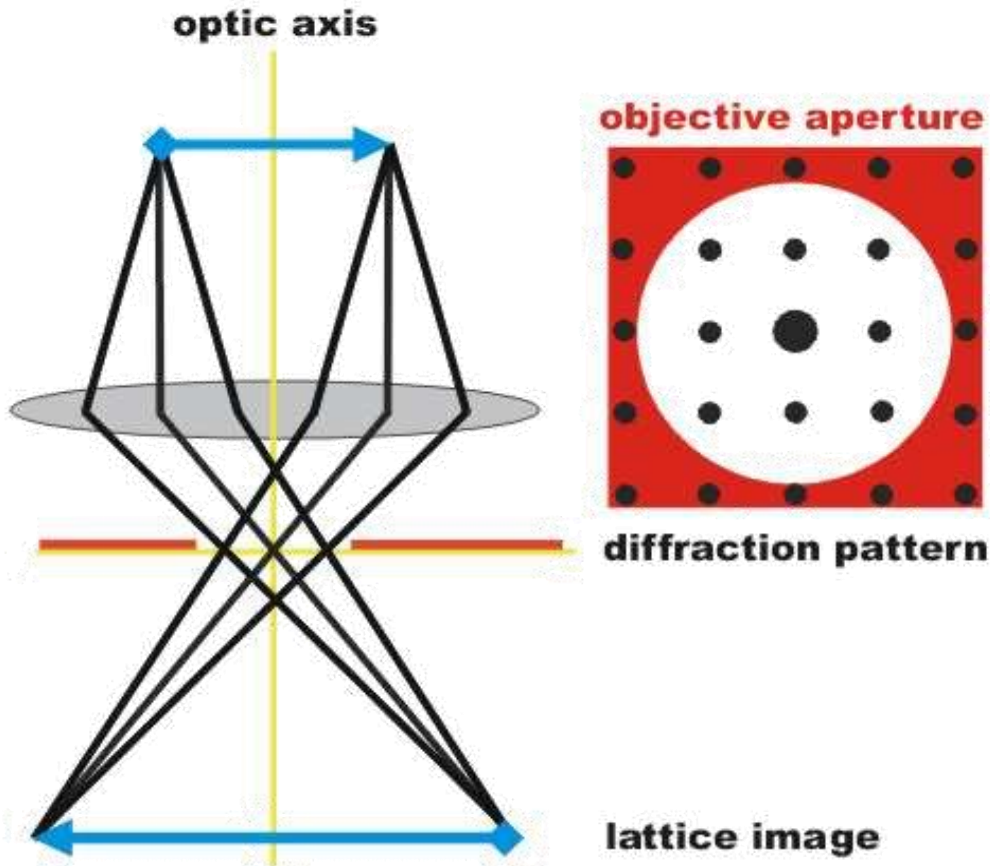 optic axis
objective aperture
diffraction pattern
lattice image